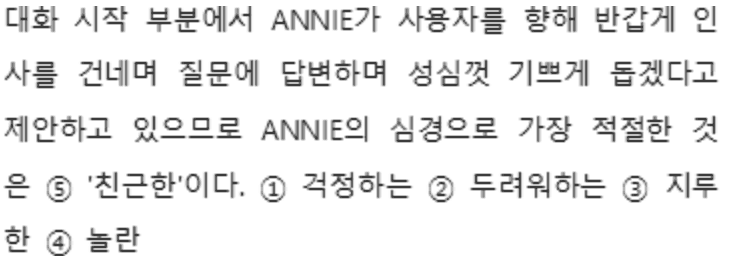 대화 시작 부분에서 ANNIE가 사용자를 향해 반갑게 인
사를 건네며 질문에 답변하며 성심껏 기쁘게 돕겠다고
제안하고 있으므로 ANNIE의 심경으로 가장 적절한 것
은 ⑤ '친근한'이다. ① 걱정하는 ② 두려워하는 ③ 지루
한 ④ 놀란